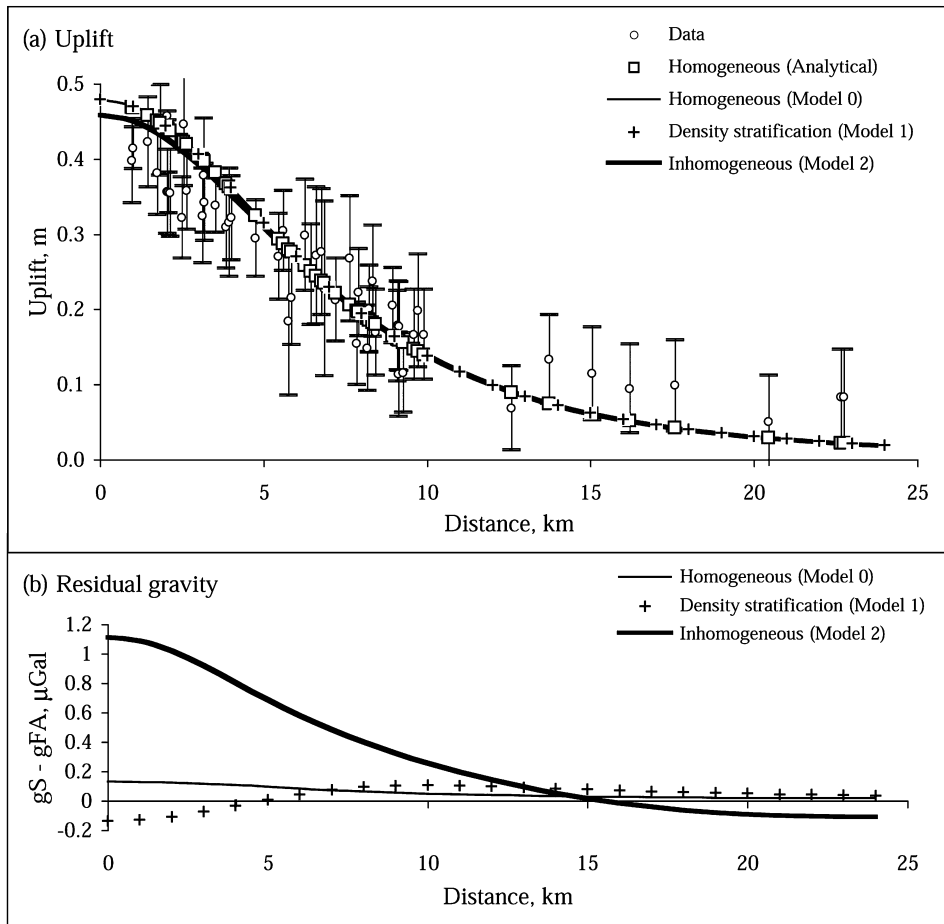 (a) Uplift
Data
Homogeneous (Analytical)
Homogeneous (Model 0)
Density stratification (Model 1)
Inhomogeneous (Model 2)
0.5
0.4
0.3
0.2
0.1
0.0
Uplift, m
0 5 10 15 20 25
Distance, km
(b) Residual gravity
Homogeneous (Model 0)
Density stratification (Model 1)
Inhomogeneous (Model 2)
1.2
1
0.8
0.6
0.4
0.2
0
-0.2
gS - gFA, µGal
0 5 10 15 20 25
Distance, km